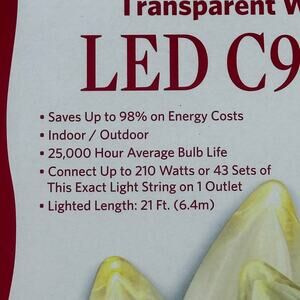 Transparent W
LED C9
• Saves Up to 98% on Energy Costs
• Indoor / Outdoor
• 25,000 Hour Average Bulb Life
• Connect Up to 210 Watts or 43 Sets of
This Exact Light String on 1 Outlet
• Lighted Length: 21 Ft. (6.4m)